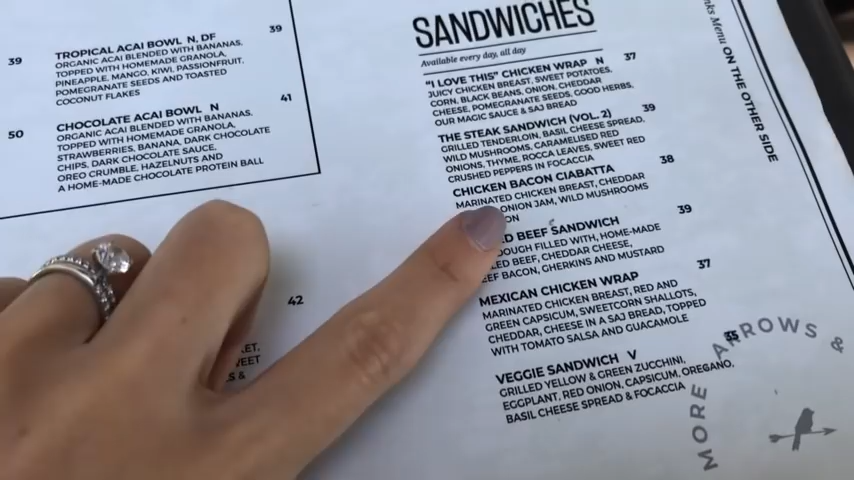 39
TROPICAL ACAI BOWL N, DF 39
ORGANIC ACAI BLENDED WITH BANANAS.
TOPPED WITH HOMEMADE GRANOLA,
PINEAPPLE, MANGO, KIWI, PASSIONFRUIT,
POMEGRANATE SEEDS AND TOASTED
COCONUT FLAKES
50
CHOCOLATE ACAI BOWL N 41
ORGANIC ACAI BLENDED WITH BANANAS.
TOPPED WITH HOMEMADE GRANOLA,
STRAWBERRIES, BANANA, DARK CHOCOLATE
CHIPS, DARK CHOCOLATE SAUCE,
OREO CRUMBLE, HAZELNUTS AND
A HOME-MADE CHOCOLATE PROTEIN BALL
42
& 
SANDWICHES
Available every day, all day
"I LOVE THIS" CHICKEN WRAP N 37
JUICY CHICKEN BREAST, SWEET POTATOES,
CORN, BLACK BEANS, ONION, CHEDDAR
CHEESE, POMEGRANATE SEEDS, GOOD HERBS,
OUR MAGIC SAUCE & SAJ BREAD
THE STEAK SANDWICH (VOL. 2) 39
GRILLED TENDERLOIN, BASIL CHEESE SPREAD,
WILD MUSHROOMS, CARAMELISED RED
ONIONS, THYME, ROCCA LEAVES, SWEET RED
CRUSHED PEPPERS IN FOCACCIA
CHICKEN BACON CIABATTA 38
MARINATED CHICKEN BREAST, CHEDDAR
ONION JAM, WILD MUSHROOMS
BEEF SANDWICH 39
FILLED WITH, HOME-MADE
BEEF, CHEDDAR CHEESE,
BACON, GHERKINS AND MUSTARD
MEXICAN CHICKEN WRAP 37
MARINATED CHICKEN BREAST, RED AND
GREEN CAPSICUM, SWEETCORN SHALLOTS,
CHEDDAR, CHEESE IN A SAJ BREAD, TOPPED
WITH TOMATO SALSA AND GUACAMOLE
VEGGIE SANDWICH V 35
GRILLED YELLOW & GREEN ZUCCHINI,
EGGPLANT, RED ONION, CAPSICUM, OREGANO,
BASIL CHEESE SPREAD & FOCACCIA
Menu ON THE OTHER SIDE
MORE ARROWS &